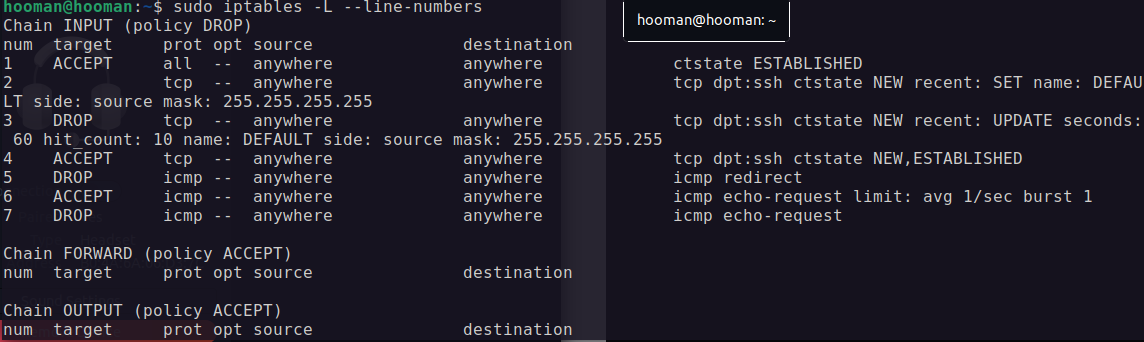 hooman@hooman:~$ sudo iptables -L --line-numbers
hooman@hooman: ~
Chain INPUT (policy DROP)
num  target     prot opt source               destination
1    ACCEPT     all  --  anywhere             anywhere             ctstate ESTABLISHED
2               tcp  --  anywhere             anywhere             tcp dpt:ssh ctstate NEW recent: SET name: DEFAU
LT side: source mask: 255.255.255.255
3    DROP       tcp  --  anywhere             anywhere             tcp dpt:ssh ctstate NEW recent: UPDATE seconds:
 60 hit_count: 10 name: DEFAULT side: source mask: 255.255.255.255
4    ACCEPT     tcp  --  anywhere             anywhere             tcp dpt:ssh ctstate NEW,ESTABLISHED
5    DROP       icmp --  anywhere             anywhere             icmp redirect
6    ACCEPT     icmp --  anywhere             anywhere             icmp echo-request limit: avg 1/sec burst 1
7    DROP       icmp --  anywhere             anywhere             icmp echo-request
Chain FORWARD (policy ACCEPT)
num  target     prot opt source               destination
Chain OUTPUT (policy ACCEPT)
num  target     prot opt source               destination